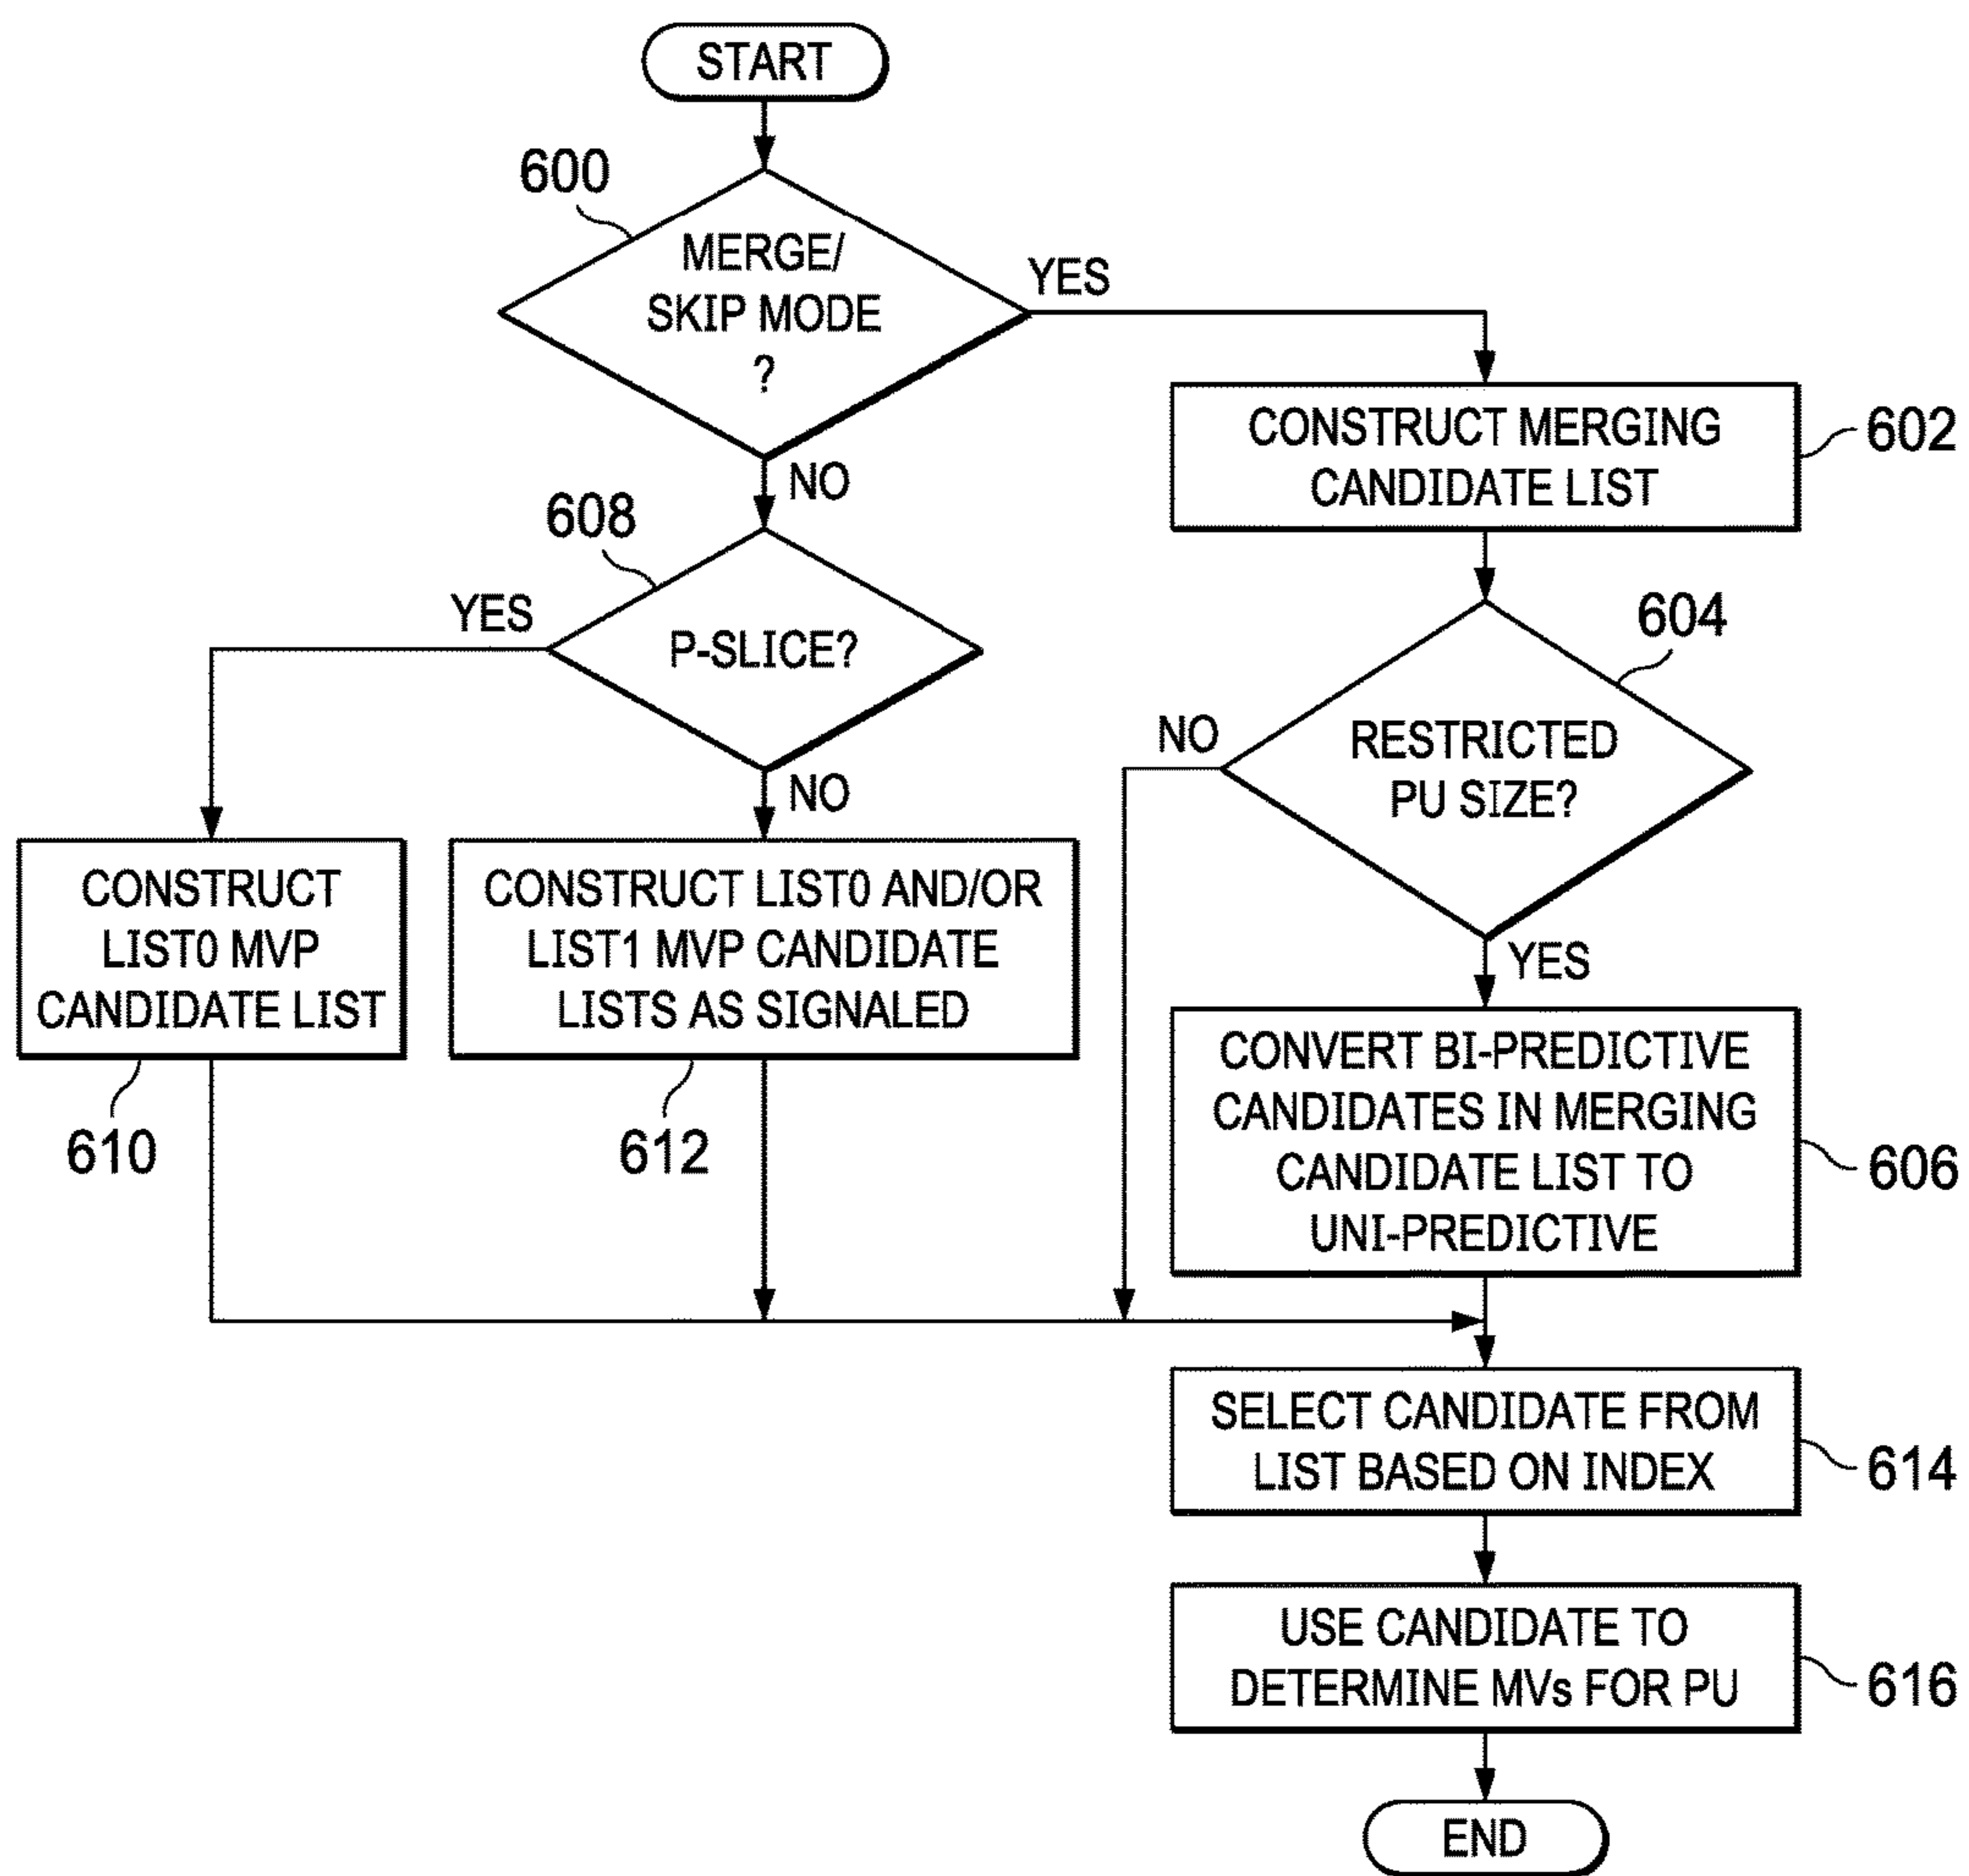 START
600
MERGE/
SKIP MODE
?
YES
NO
CONSTRUCT MERGING
CANDIDATE LIST
602
608
P-SLICE?
YES
NO
604
RESTRICTED
PU SIZE?
NO
YES
CONSTRUCT
LIST0 MVP
CANDIDATE LIST
610
CONSTRUCT LIST0 AND/OR
LIST1 MVP CANDIDATE
LISTS AS SIGNALED
612
CONVERT BI-PREDICTIVE
CANDIDATES IN MERGING
CANDIDATE LIST TO
UNI-PREDICTIVE
606
SELECT CANDIDATE FROM
LIST BASED ON INDEX
614
USE CANDIDATE TO
DETERMINE MVs FOR PU
616
END